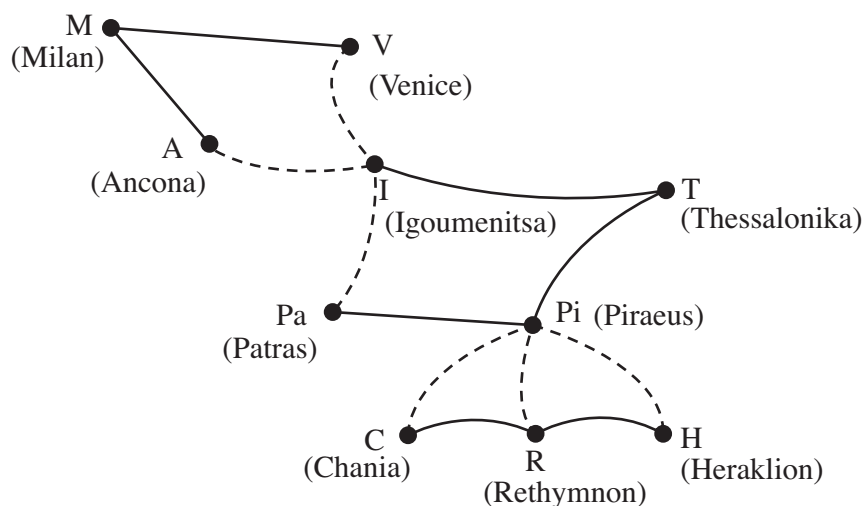 M
(Milan)
V
(Venice)
A
(Ancona)
I
(Igoumenitsa)
T
(Thessalonika)
Pa
(Patras)
Pi (Piraeus)
C
(Chania)
R
(Rethymnon)
H
(Heraklion)